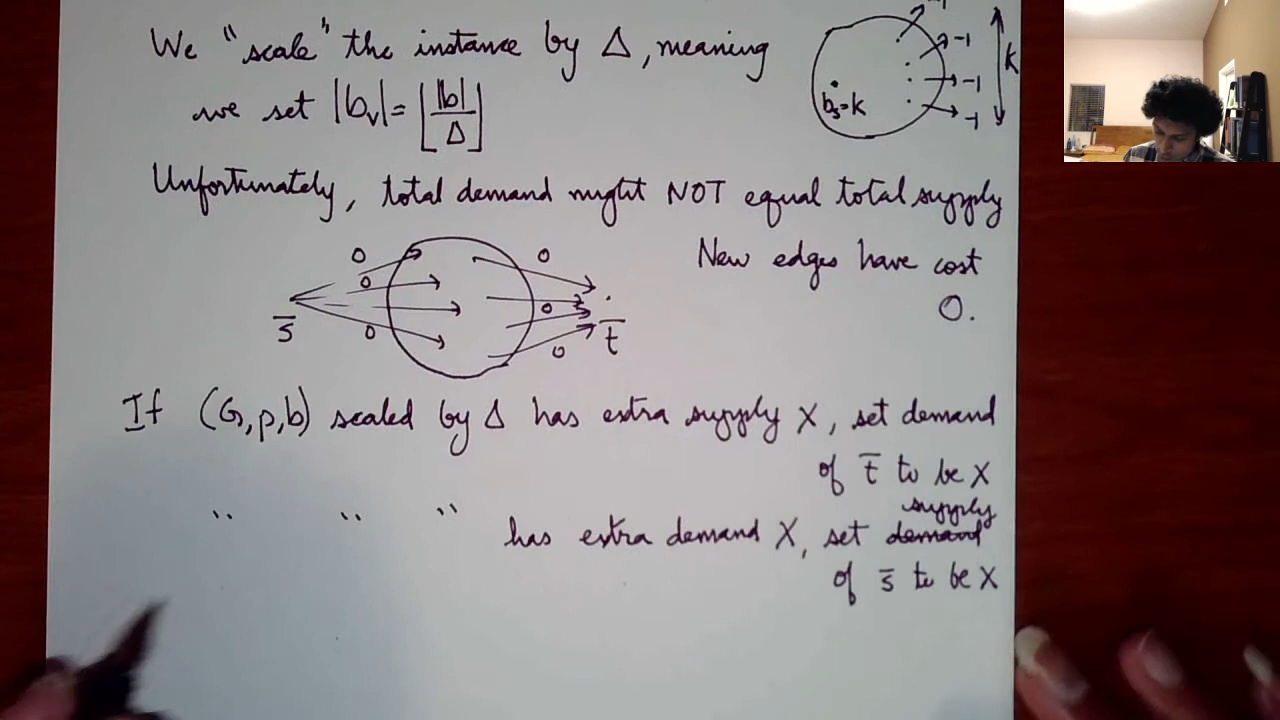 We "scale" the instance by Δ, meaning
we set |b_v| = ⌊|b|/Δ⌋
-1
-1
-1
-1
k
b_s=k
Unfortunately, total demand might NOT equal total supply
New edges have cost
0.
0
0
0
0
0
0
s̄
t̄
If (G,p,b) scaled by Δ has extra supply X, set demand
of t̄ to be X
" " " has extra demand X, set demand supply
of s̄ to be X